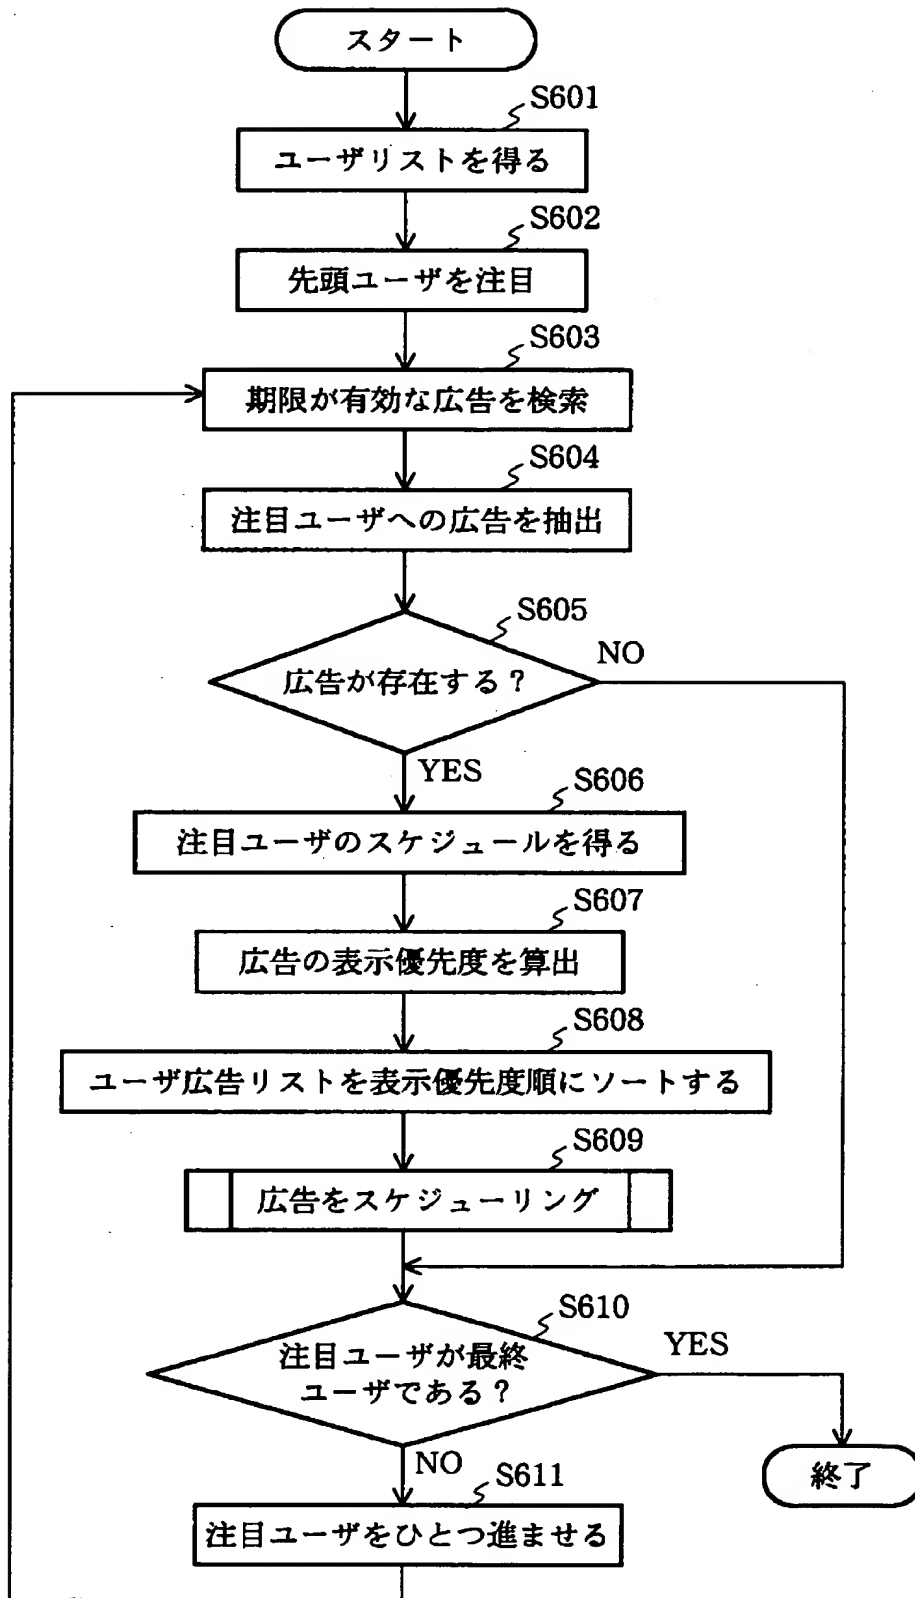 スタート
S601
ユーザリストを得る
S602
先頭ユーザを注目
S603
期限が有効な広告を検索
S604
注目ユーザへの広告を抽出
S605
広告が存在する？
NO
YES
S606
注目ユーザのスケジュールを得る
S607
広告の表示優先度を算出
S608
ユーザ広告リストを表示優先度順にソートする
S609
広告をスケジューリング
S610
注目ユーザが最終
ユーザである？
YES
NO
終了
S611
注目ユーザをひとつ進ませる